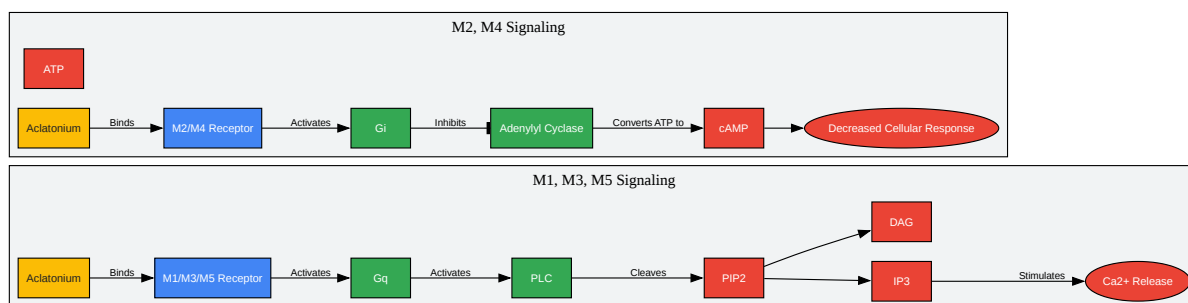 M2, M4 Signaling
ATP
Aclatonium
Binds
M2/M4 Receptor
Activates
Gi
Inhibits
Adenylyl Cyclase
Converts ATP to
cAMP
Decreased Cellular Response
M1, M3, M5 Signaling
DAG
Aclatonium
Binds
M1/M3/M5 Receptor
Activates
Gq
Activates
PLC
Cleaves
PIP2
IP3
Stimulates
Ca2+ Release